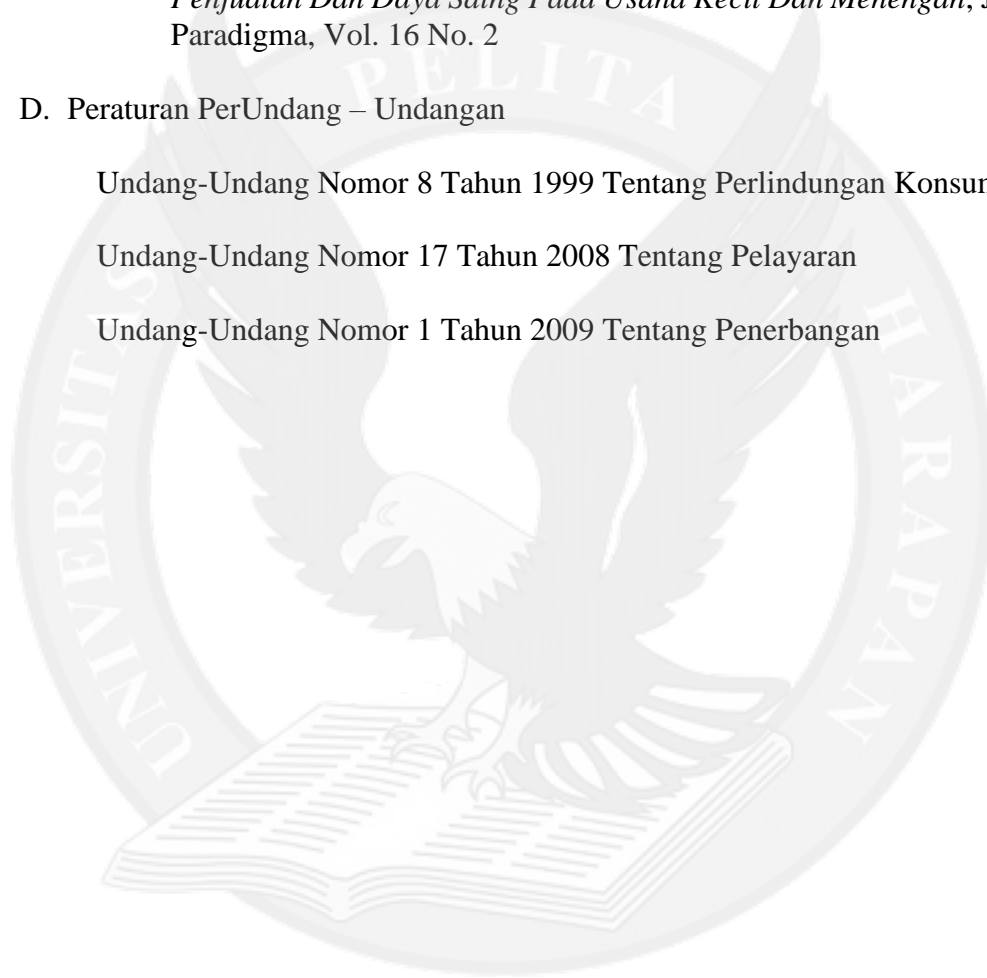 Penjualan Dan Daya Saing Pada Usaha Kecil Dan Menengah,
Paradigma, Vol. 16 No. 2
D. Peraturan PerUndang – Undangan
Undang-Undang Nomor 8 Tahun 1999 Tentang Perlindungan
Undang-Undang Nomor 17 Tahun 2008 Tentang Pelayaran
Undang-Undang Nomor 1 Tahun 2009 Tentang Penerbangan
UNIVERSITAS PELITA HARAPAN